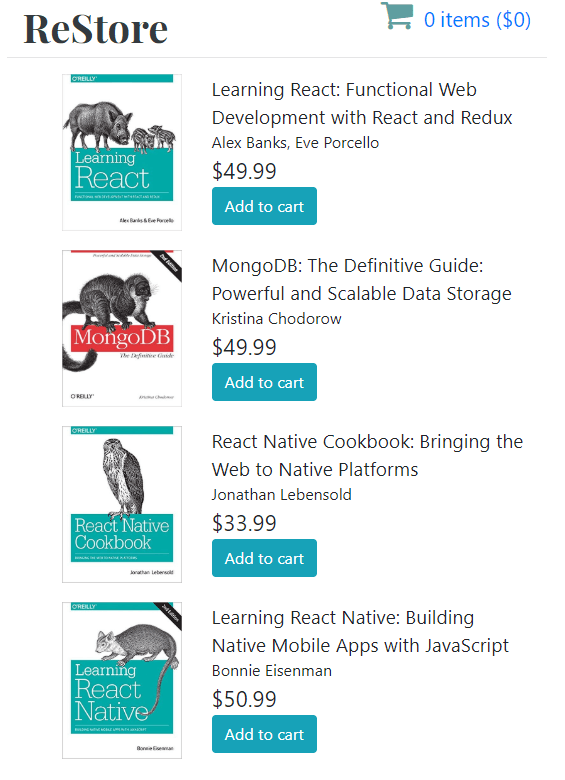 ReStore
0 items ($0)
O'REILLY'
Learning
React
FUNCTIONAL WEB DEVELOPMENT WITH REACT AND REDUX
Alex Banks & Eve Porcello
Learning React: Functional Web
Development with React and Redux
Alex Banks, Eve Porcello
$49.99
Add to cart
Powerful and Scalable Data Storage
2nd Edition
MongoDB
The Definitive Guide
O'REILLY'
Kristina Chodorow
MongoDB: The Definitive Guide:
Powerful and Scalable Data Storage
Kristina Chodorow
$49.99
Add to cart
O'REILLY'
React Native
Cookbook
BRINGING THE WEB TO NATIVE PLATFORMS
Jonathan Lebensold
React Native Cookbook: Bringing the
Web to Native Platforms
Jonathan Lebensold
$33.99
Add to cart
O'REILLY'
2nd Edition
Learning
React
Native
BUILDING NATIVE MOBILE APPS WITH JAVASCRIPT
Bonnie Eisenman
Learning React Native: Building
Native Mobile Apps with JavaScript
Bonnie Eisenman
$50.99
Add to cart